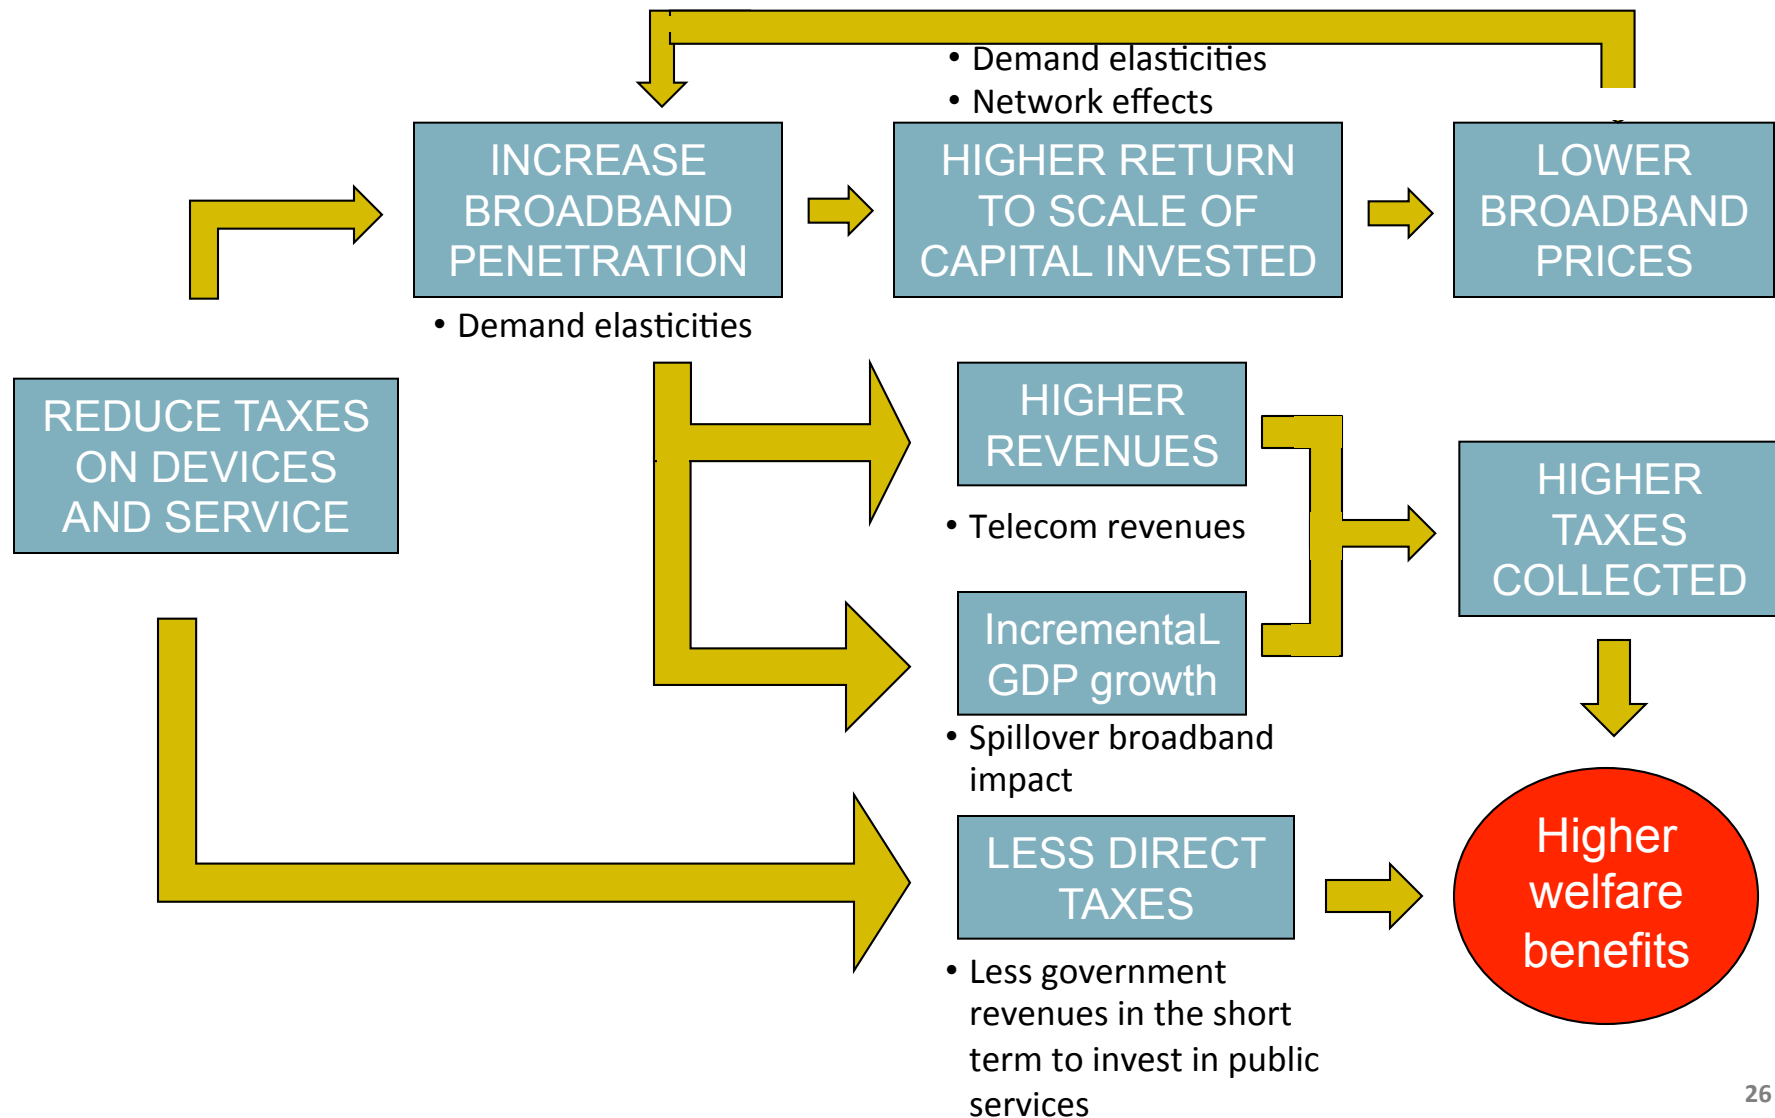 • Demand elasticities
• Network effects
INCREASE
BROADBAND
PENETRATION
HIGHER RETURN
TO SCALE OF
CAPITAL INVESTED
LOWER
BROADBAND
PRICES
• Demand elasticities
REDUCE TAXES
ON DEVICES
AND SERVICE
HIGHER
REVENUES
• Telecom revenues
HIGHER
TAXES
COLLECTED
IncrementaL
GDP growth
• Spillover broadband
impact
LESS DIRECT
TAXES
• Less government
revenues in the short
term to invest in public
services
Higher
welfare
benefits
26